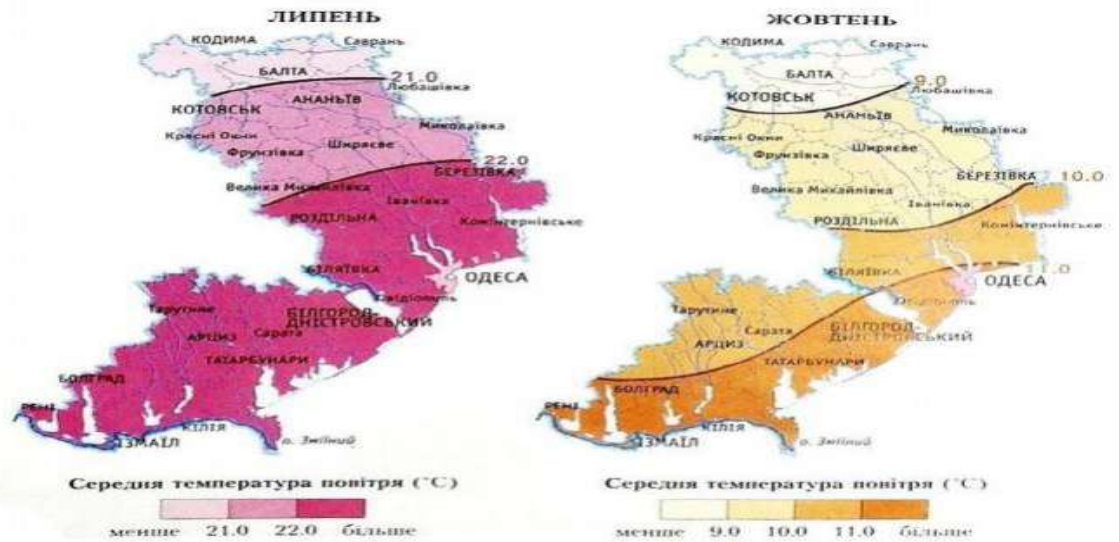 ЛИПЕНЬ
КОДИМА
Саврань
БАЛТА
21.0
Любашівка
КОТОВСЬК
АНАНЬЇВ
Миколаївка
Красні Окни
Ширяєве
Фрунзівка
22.0
БЕРЕЗІВКА
Велика Михайлівка
Іванівка
РОЗДІЛЬНА
Комінтернівське
БІЛЯЇВКА
ОДЕСА
Овідіополь
Тарутине
БІЛГОРОД-
ДНІСТРОВСЬКИЙ
АРЦИЗ
Сарата
ТАТАРБУНАРИ
БОЛГРАД
РЕНІ
КІЛІЯ
ІЗМАЇЛ
о. Зміїний
Середня температура повітря (°С)
менше 21.0 22.0 більше
ЖОВТЕНЬ
КОДИМА
Саврань
БАЛТА
9.0
Любашівка
КОТОВСЬК
АНАНЬЇВ
Миколаївка
Красні Окни
Ширяєве
Фрунзівка
БЕРЕЗІВКА
10.0
Велика Михайлівка
Іванівка
РОЗДІЛЬНА
Комінтернівське
БІЛЯЇВКА
11.0
ОДЕСА
Овідіополь
Тарутине
БІЛГОРОД-
ДНІСТРОВСЬКИЙ
Сарата
АРЦИЗ
ТАТАРБУНАРИ
БОЛГРАД
РЕНІ
КІЛІЯ
ІЗМАЇЛ
о. Зміїний
Середня температура повітря (°С)
менше 9.0 10.0 11.0 більше